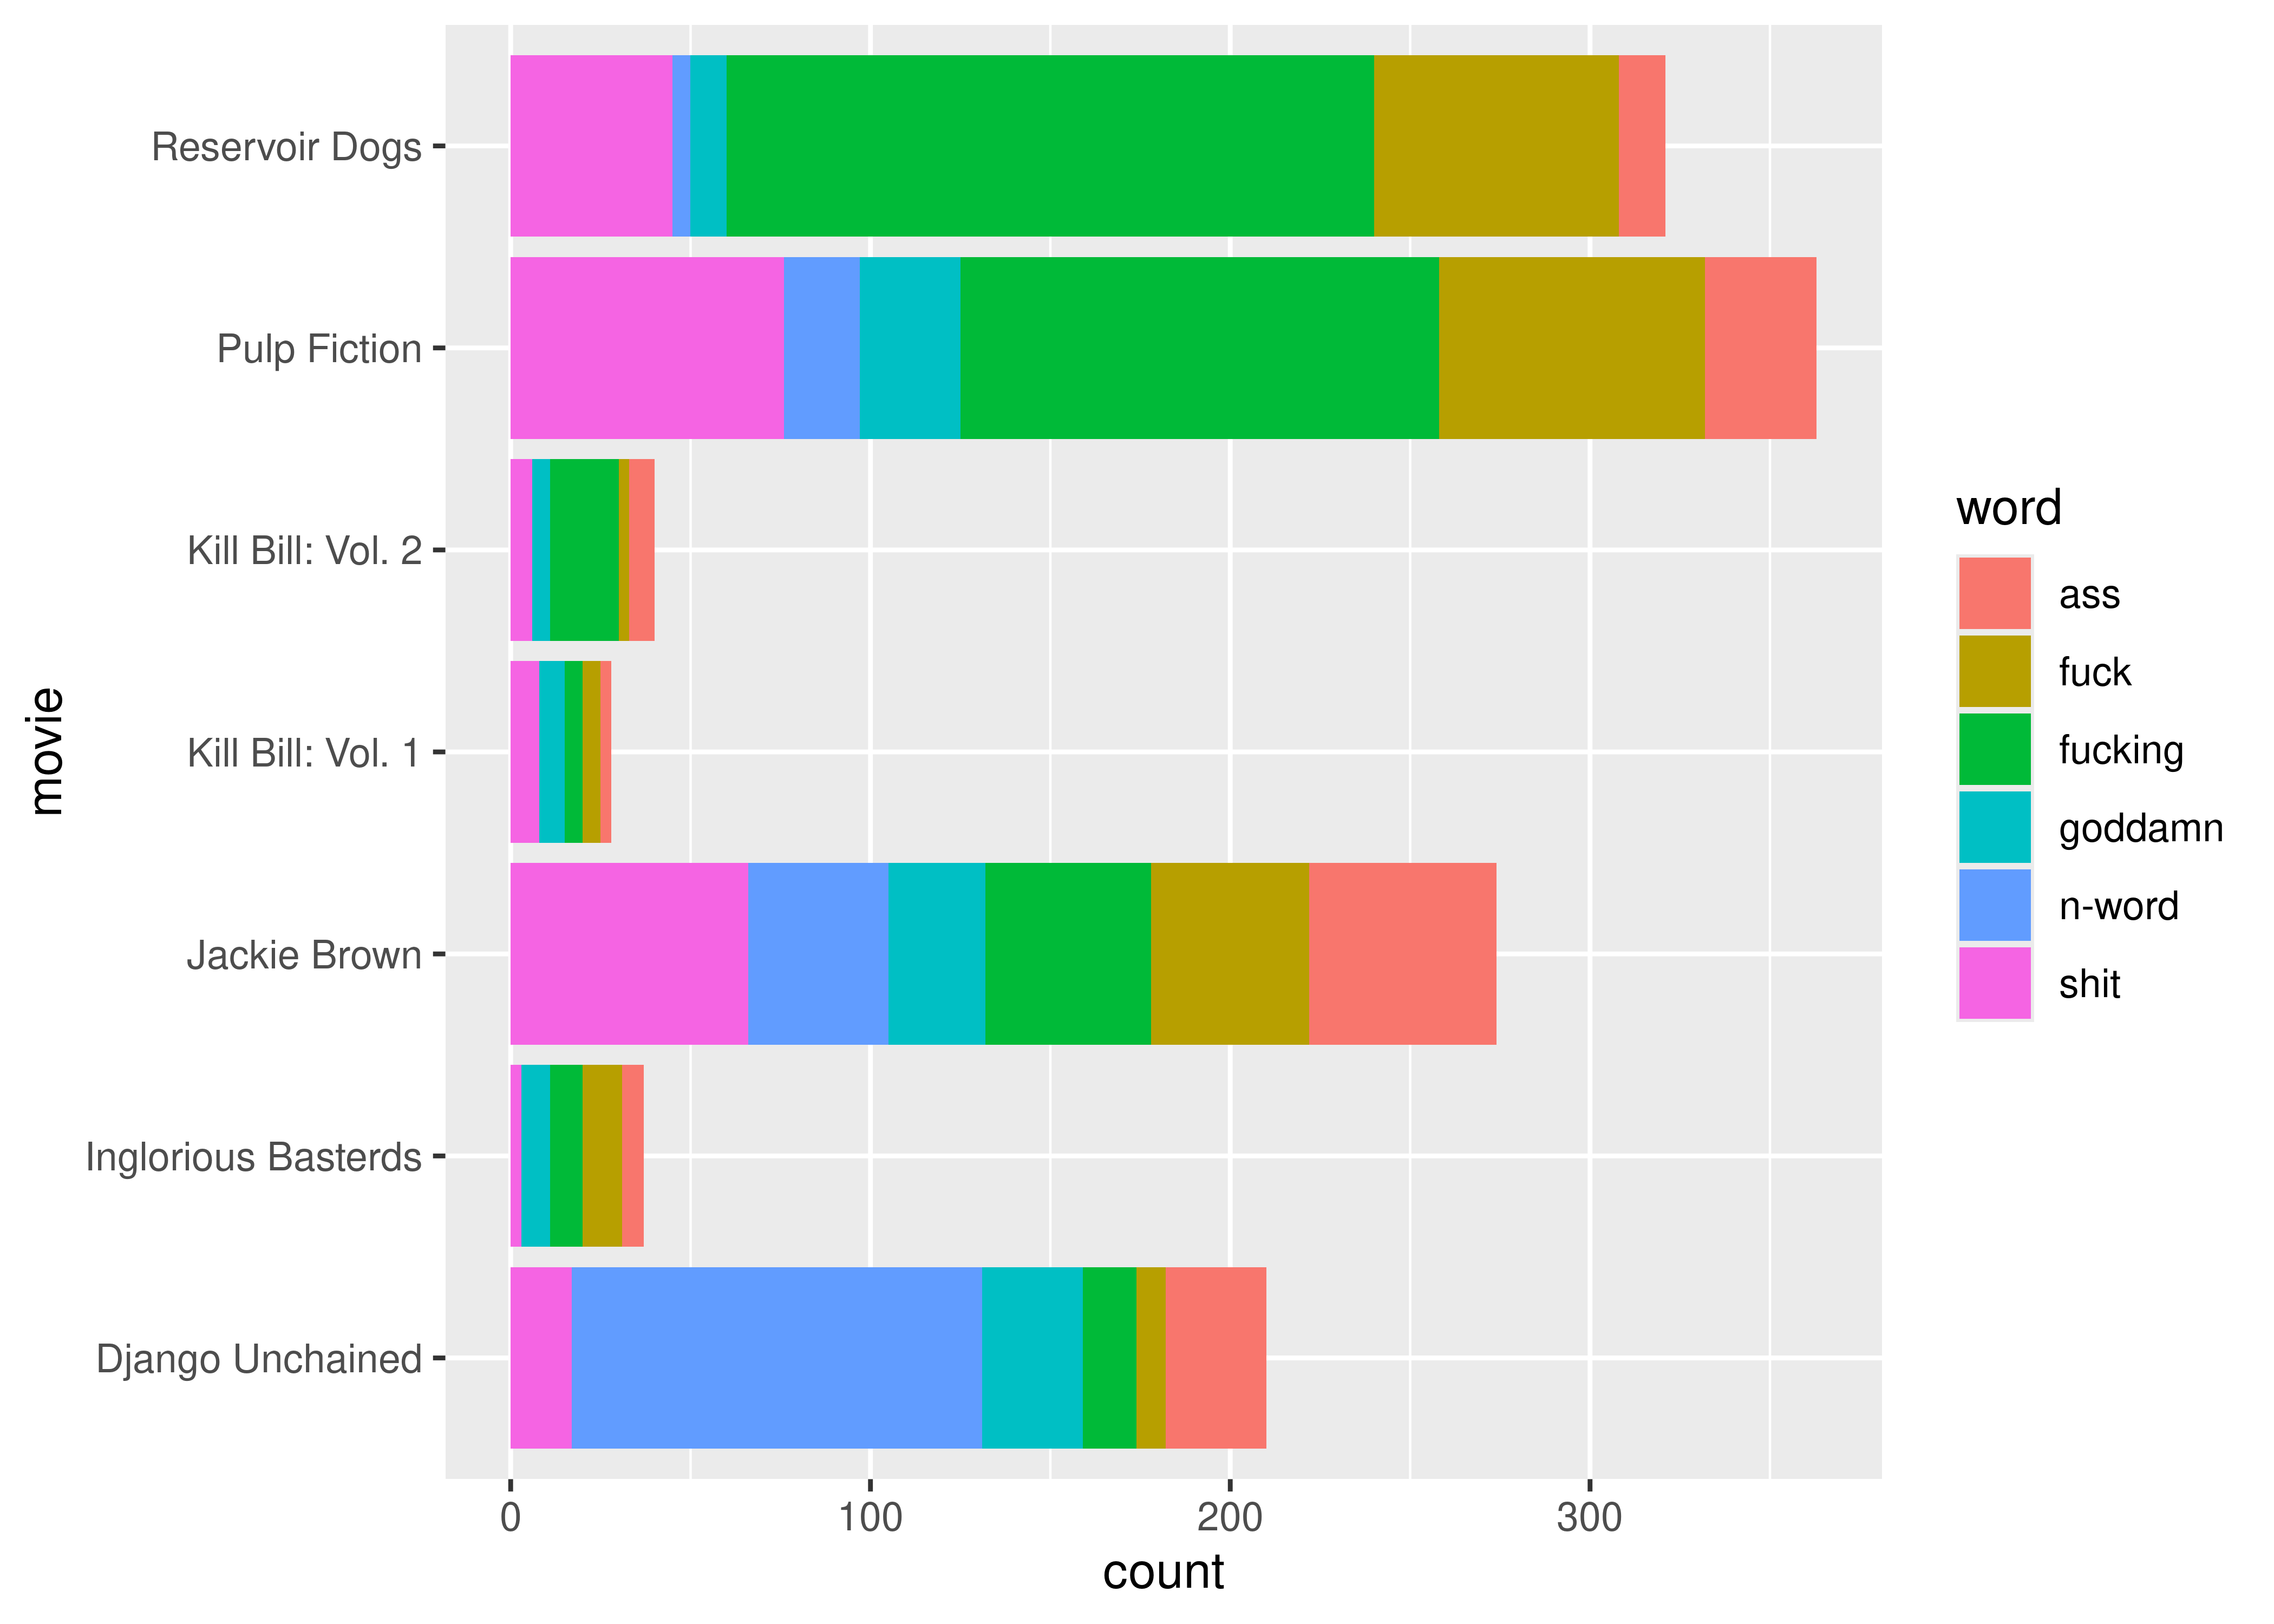 Reservoir Dogs
Pulp Fiction
Kill Bill: Vol. 2
Kill Bill: Vol. 1
Jackie Brown
Inglorious Basterds
Django Unchained
movie
0 100 200 300
count
word
ass
fuck
fucking
goddamn
n-word
shit